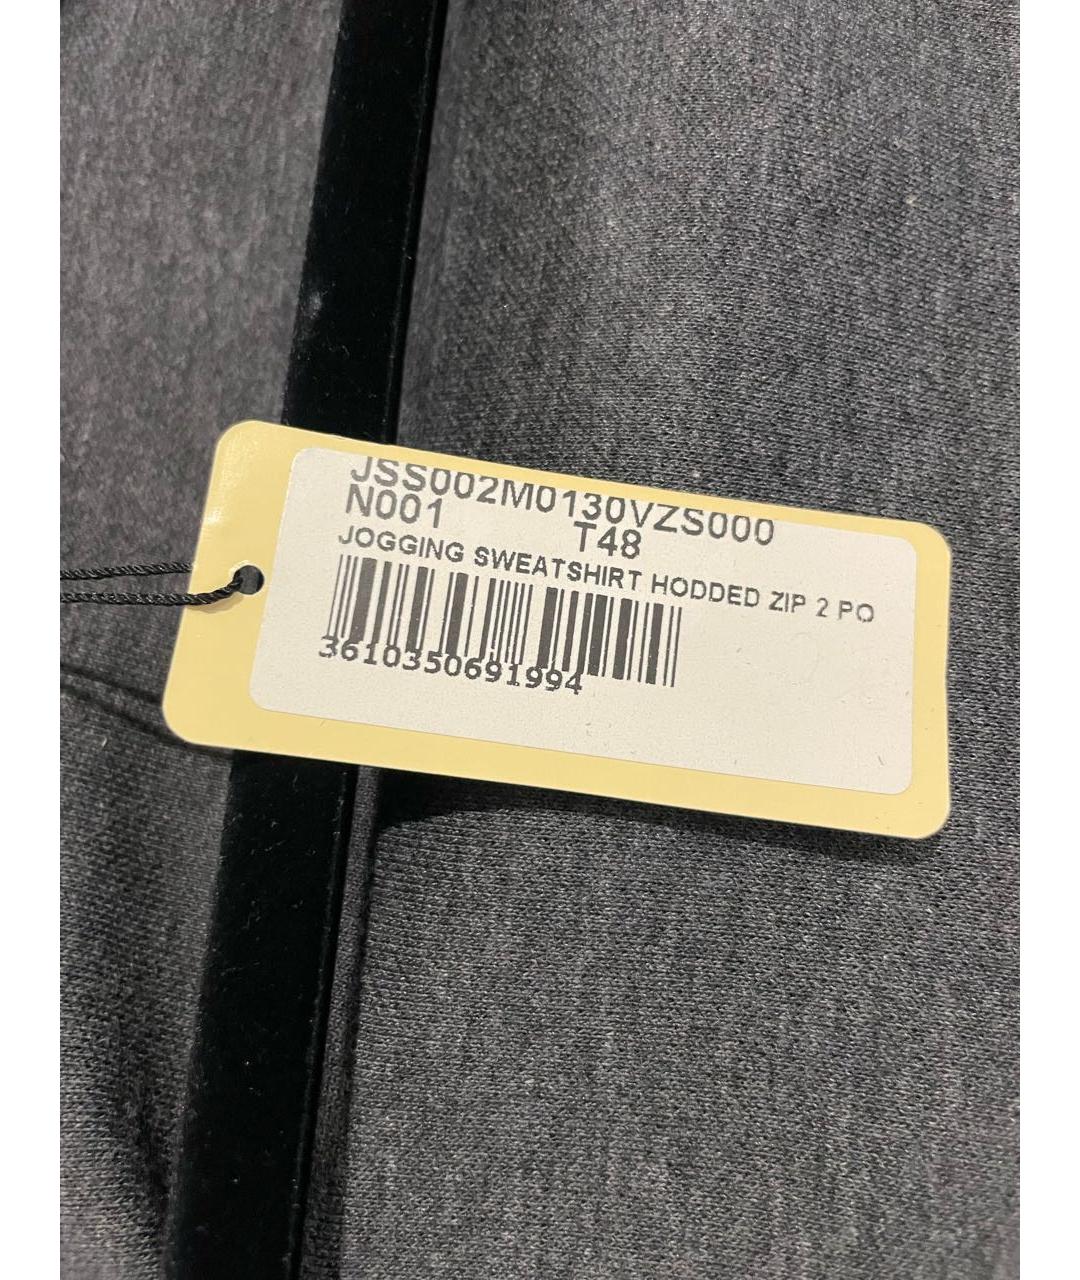 JSS002M0130VZS000
N001 T48
JOGGING SWEATSHIRT HODDED ZIP 2 PO
3610350691994